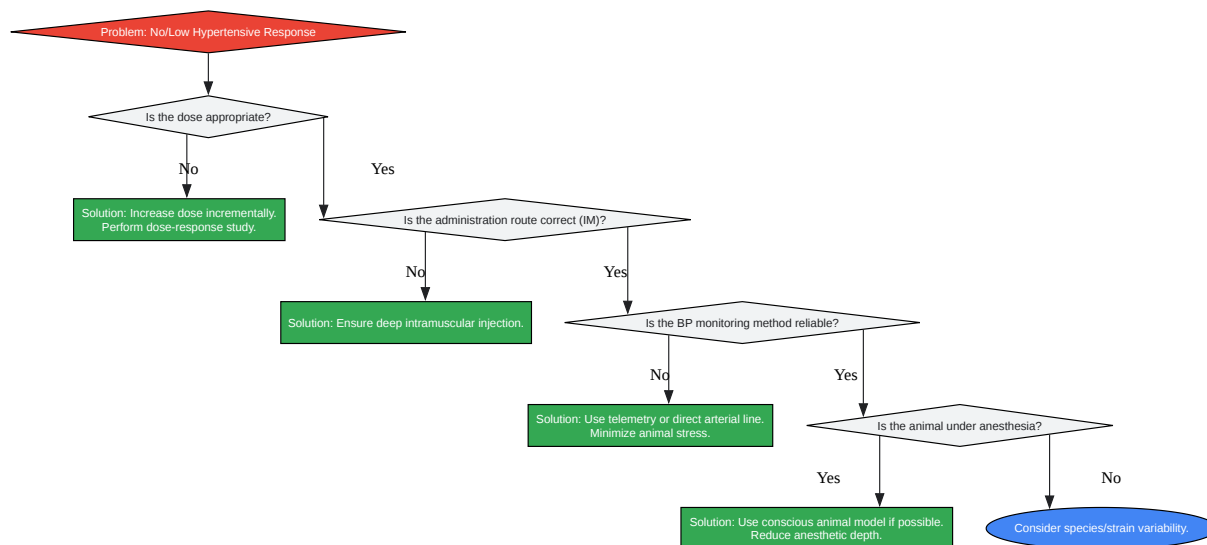 Problem: No/Low Hypertensive Response
Is the dose appropriate?
No
Yes
Solution: Increase dose incrementally.
Perform dose-response study.
Is the administration route correct (IM)?
No
Yes
Solution: Ensure deep intramuscular injection.
Is the BP monitoring method reliable?
No
Yes
Solution: Use telemetry or direct arterial line.
Minimize animal stress.
Is the animal under anesthesia?
Yes
No
Solution: Use conscious animal model if possible.
Reduce anesthetic depth.
Consider species/strain variability.